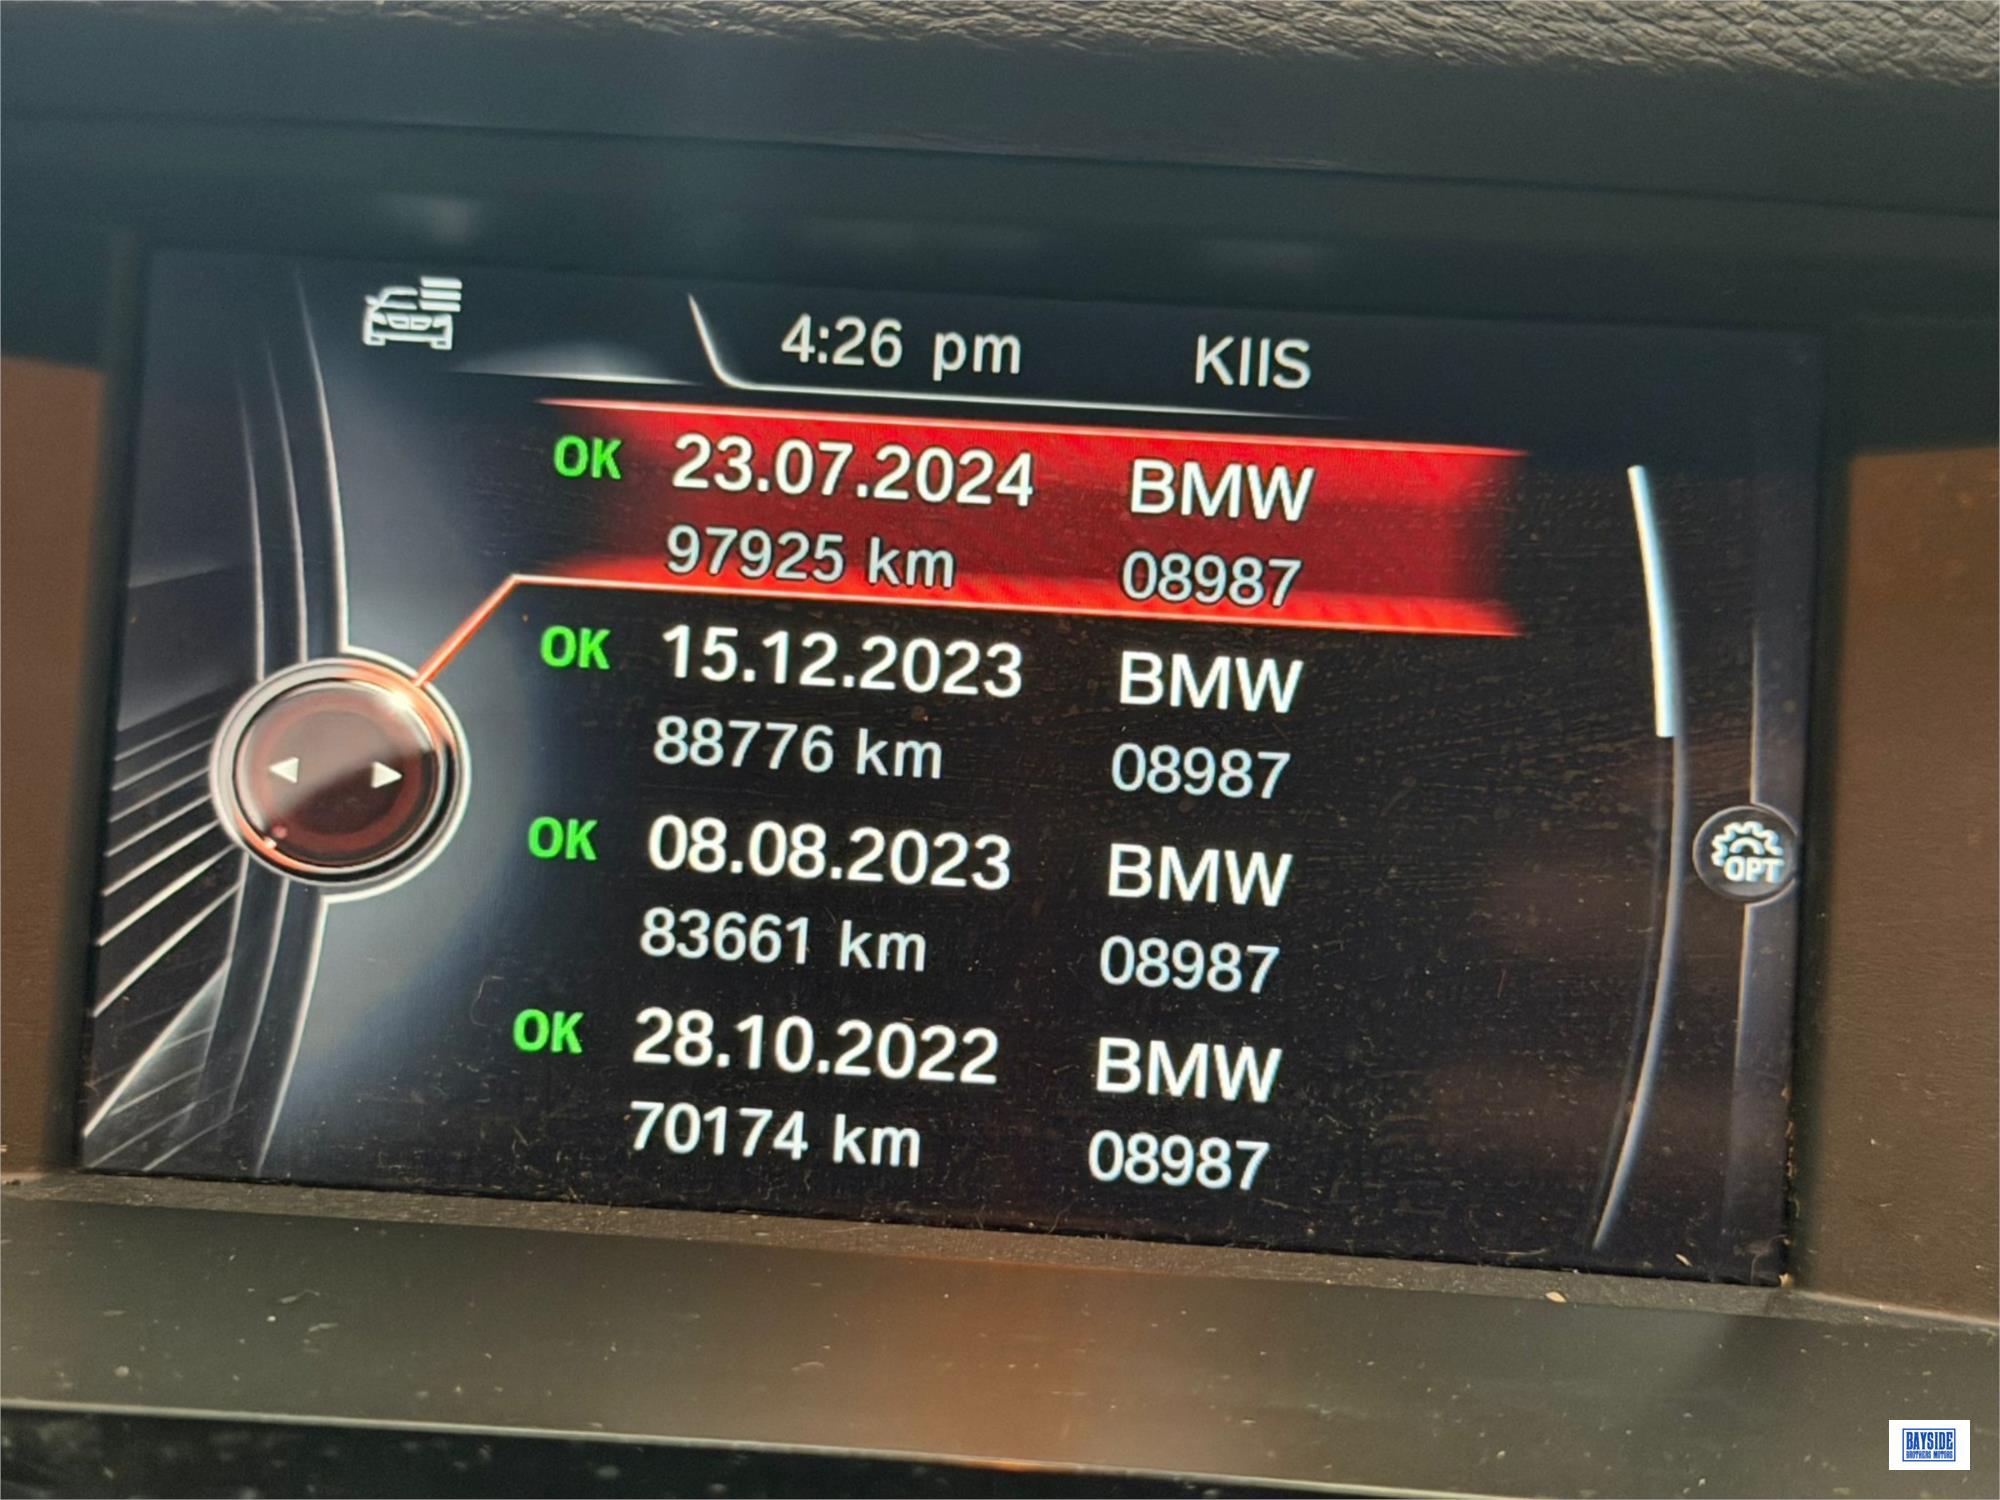 4:26 pm KIIS
OK 23.07.2024 BMW
97925 km 08987
OK 15.12.2023 BMW
88776 km 08987
OK 08.08.2023 BMW
83661 km 08987
OPT
OK 28.10.2022 BMW
70174 km 08987
BAYSIDE
BROTHERS MOTORS